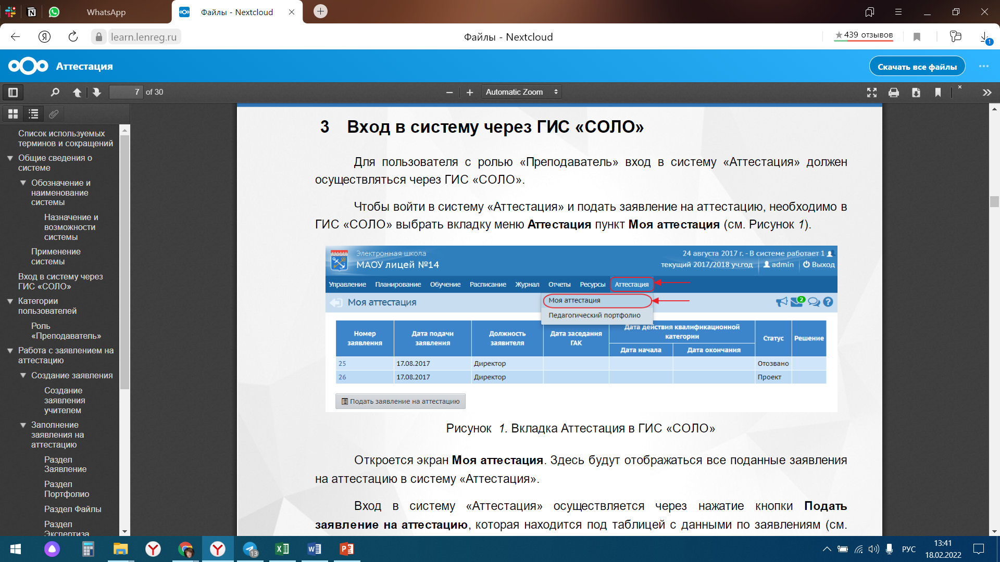 WhatsApp
Файлы - Nextcloud
learn.lenreg.ru
Файлы - Nextcloud
439 отзывов
1
Аттестация
Скачать все файлы
7 of 30
Automatic Zoom
Список используемых
терминов и сокращений
Общие сведения о
системе
Обозначение и
наименование
системы
Назначение и
возможности
системы
Применение
системы
Вход в систему через
ГИС «СОЛО»
Категории
пользователей
Роль
«Преподаватель»
Работа с заявлением на
аттестацию
Создание заявления
Создание
заявления
учителем
Заполнение
заявления на
аттестацию
Раздел
Заявление
Раздел
Портфолио
Раздел Файлы
Раздел
Экспертиза
3 Вход в систему через ГИС «СОЛО»
Для пользователя с ролью «Преподаватель» вход в систему «Аттестация» должен
осуществляться через ГИС «СОЛО».
Чтобы войти в систему «Аттестация» и подать заявление на аттестацию, необходимо в
ГИС «СОЛО» выбрать вкладку меню Аттестация пункт Моя аттестация (см. Рисунок 1).
Электронная школа
МАОУ лицей №14
24 августа 2017 г. - В системе работает 1
текущий 2017/2018 уч.год admin Выход
Управление Планирование Обучение Расписание Журнал Отчеты Ресурсы Аттестация
Моя аттестация
Моя аттестация
Педагогический портфолио
2
Номер заявления Дата подачи заявления Должность заявителя Дата заседания ГАК Дата действия квалификационной категории Статус Решение
Дата начала Дата окончания
25 17.08.2017 Директор Отозвано
26 17.08.2017 Директор Проект
Подать заявление на аттестацию
Рисунок 1. Вкладка Аттестация в ГИС «СОЛО»
Откроется экран Моя аттестация. Здесь будут отображаться все поданные заявления
на аттестацию в систему «Аттестация».
Вход в систему «Аттестация» осуществляется через нажатие кнопки Подать
заявление на аттестацию, которая находится под таблицей с данными по заявлениям (см.
13
РУС
13:41
18.02.2022